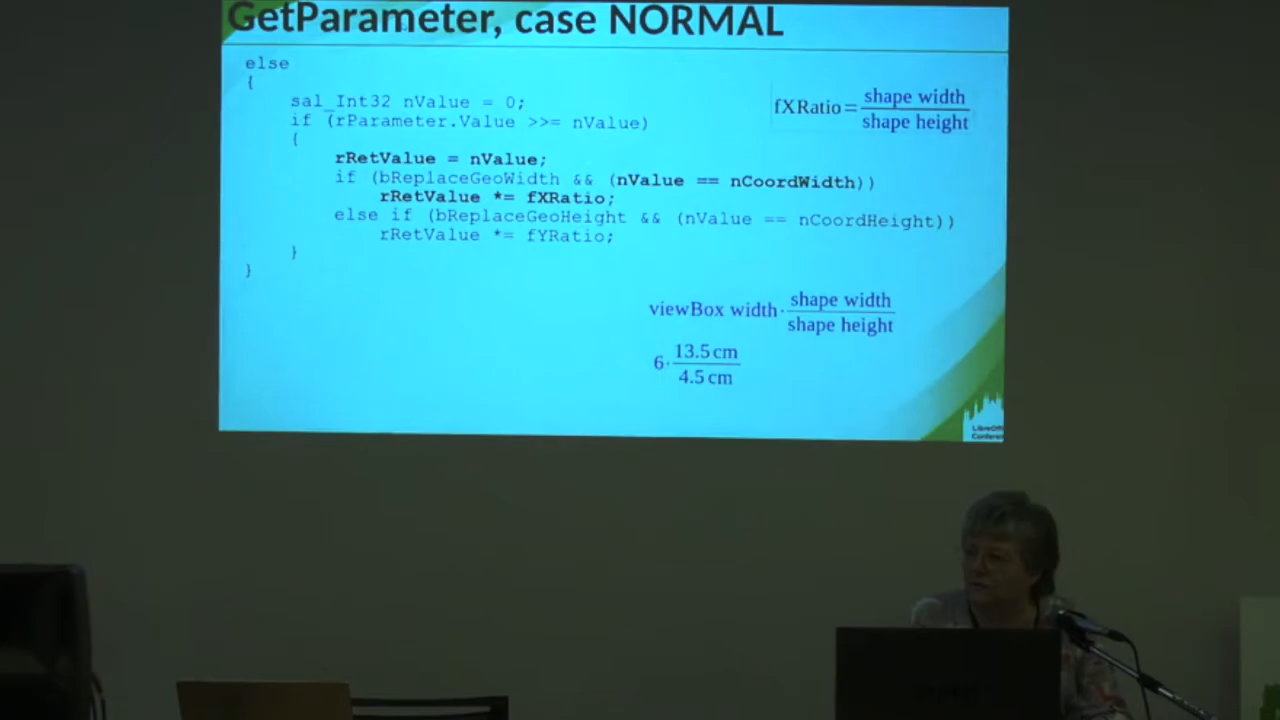 GetParameter, case NORMAL
else
{
sal_Int32 nValue = 0;
if (rParameter.Value >>= nValue)
{
rRetValue = nValue;
if (bReplaceGeoWidth && (nValue == nCoordWidth))
rRetValue *= fXRatio;
else if (bReplaceGeoHeight && (nValue == nCoordHeight))
rRetValue *= fYRatio;
}
}
fXRatio = shape width
shape height
viewBox width · shape width
shape height
6 · 13.5 cm
4.5 cm